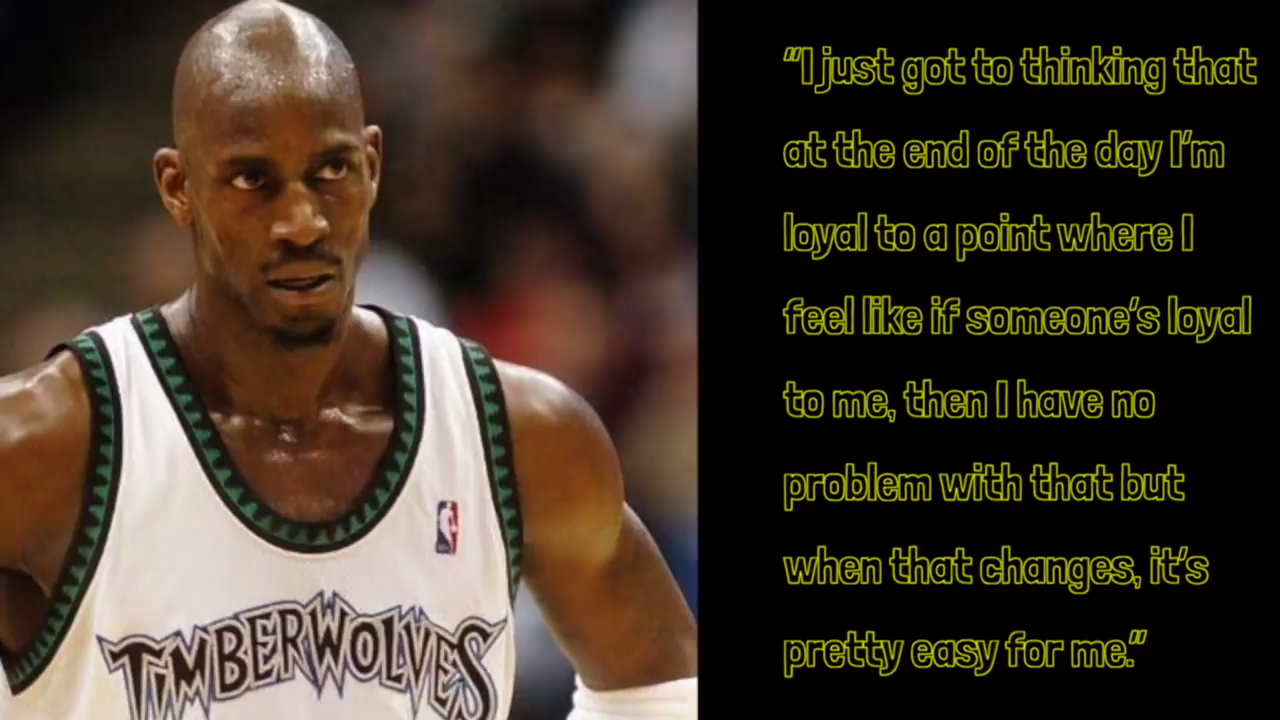 "I just got to thinking that
at the end of the day I'm
loyal to a point where I
feel like if someone's loyal
to me, then I have no
problem with that but
when that changes, it's
pretty easy for me."
TIMBERWOLVES